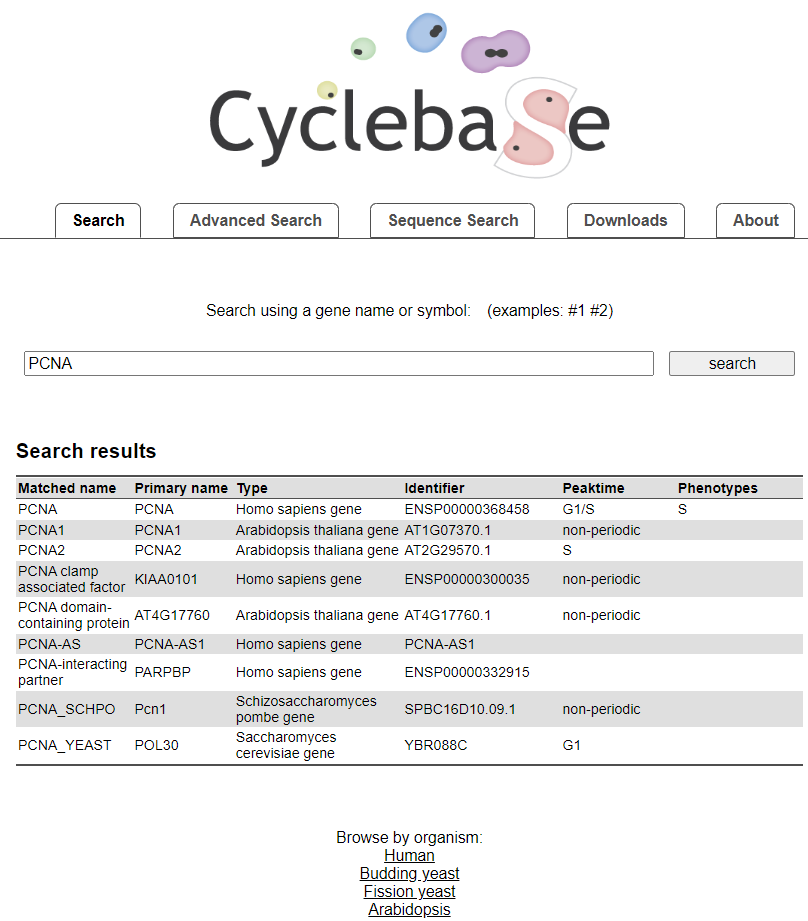 Cyclebase
Search Advanced Search Sequence Search Downloads About
Search using a gene name or symbol: (examples: #1 #2)
PCNA search
Search results
Matched name Primary name Type Identifier Peaktime Phenotypes
PCNA PCNA Homo sapiens gene ENSP00000368458 G1/S S
PCNA1 PCNA1 Arabidopsis thaliana gene AT1G07370.1 non-periodic
PCNA2 PCNA2 Arabidopsis thaliana gene AT2G29570.1 S
PCNA clamp
associated factor KIAA0101 Homo sapiens gene ENSP00000300035 non-periodic
PCNA domain-
containing protein AT4G17760 Arabidopsis thaliana gene AT4G17760.1 non-periodic
PCNA-AS PCNA-AS1 Homo sapiens gene PCNA-AS1
PCNA-interacting
partner PARPBP Homo sapiens gene ENSP00000332915
PCNA_SCHPO Pcn1 Schizosaccharomyces
pombe gene SPBC16D10.09.1 non-periodic
PCNA_YEAST POL30 Saccharomyces
cerevisiae gene YBR088C G1
Browse by organism:
Human
Budding yeast
Fission yeast
Arabidopsis